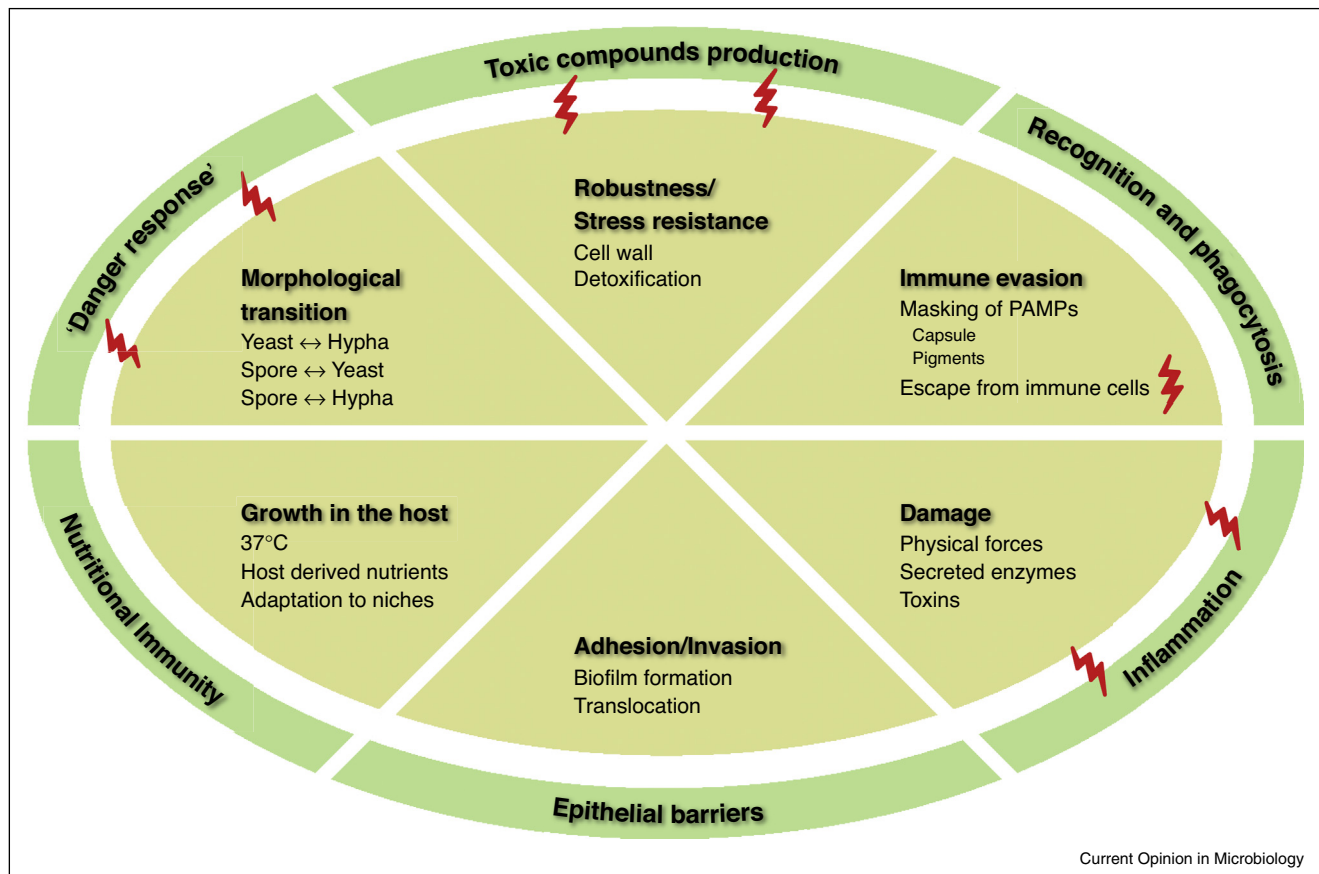 Toxic compounds production
'Danger response'
Recognition and phagocytosis
Robustness/
Stress resistance
Cell wall
Detoxification
Morphological
transition
Yeast ↔ Hypha
Spore ↔ Yeast
Spore ↔ Hypha
Immune evasion
Masking of PAMPs
Capsule
Pigments
Escape from immune cells
Growth in the host
37°C
Host derived nutrients
Adaptation to niches
Damage
Physical forces
Secreted enzymes
Toxins
Adhesion/Invasion
Biofilm formation
Translocation
Nutritional Immunity
Inflammation
Epithelial barriers
Current Opinion in Microbiology